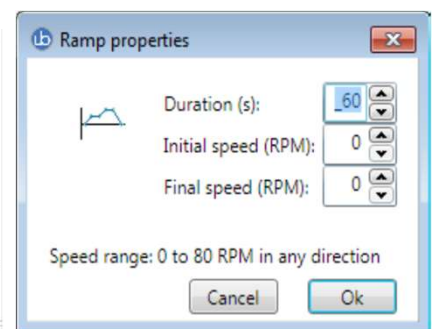 Ramp properties
Duration (s): _60
Initial speed (RPM): 0
Final speed (RPM): 0
Speed range: 0 to 80 RPM in any direction
Cancel Ok